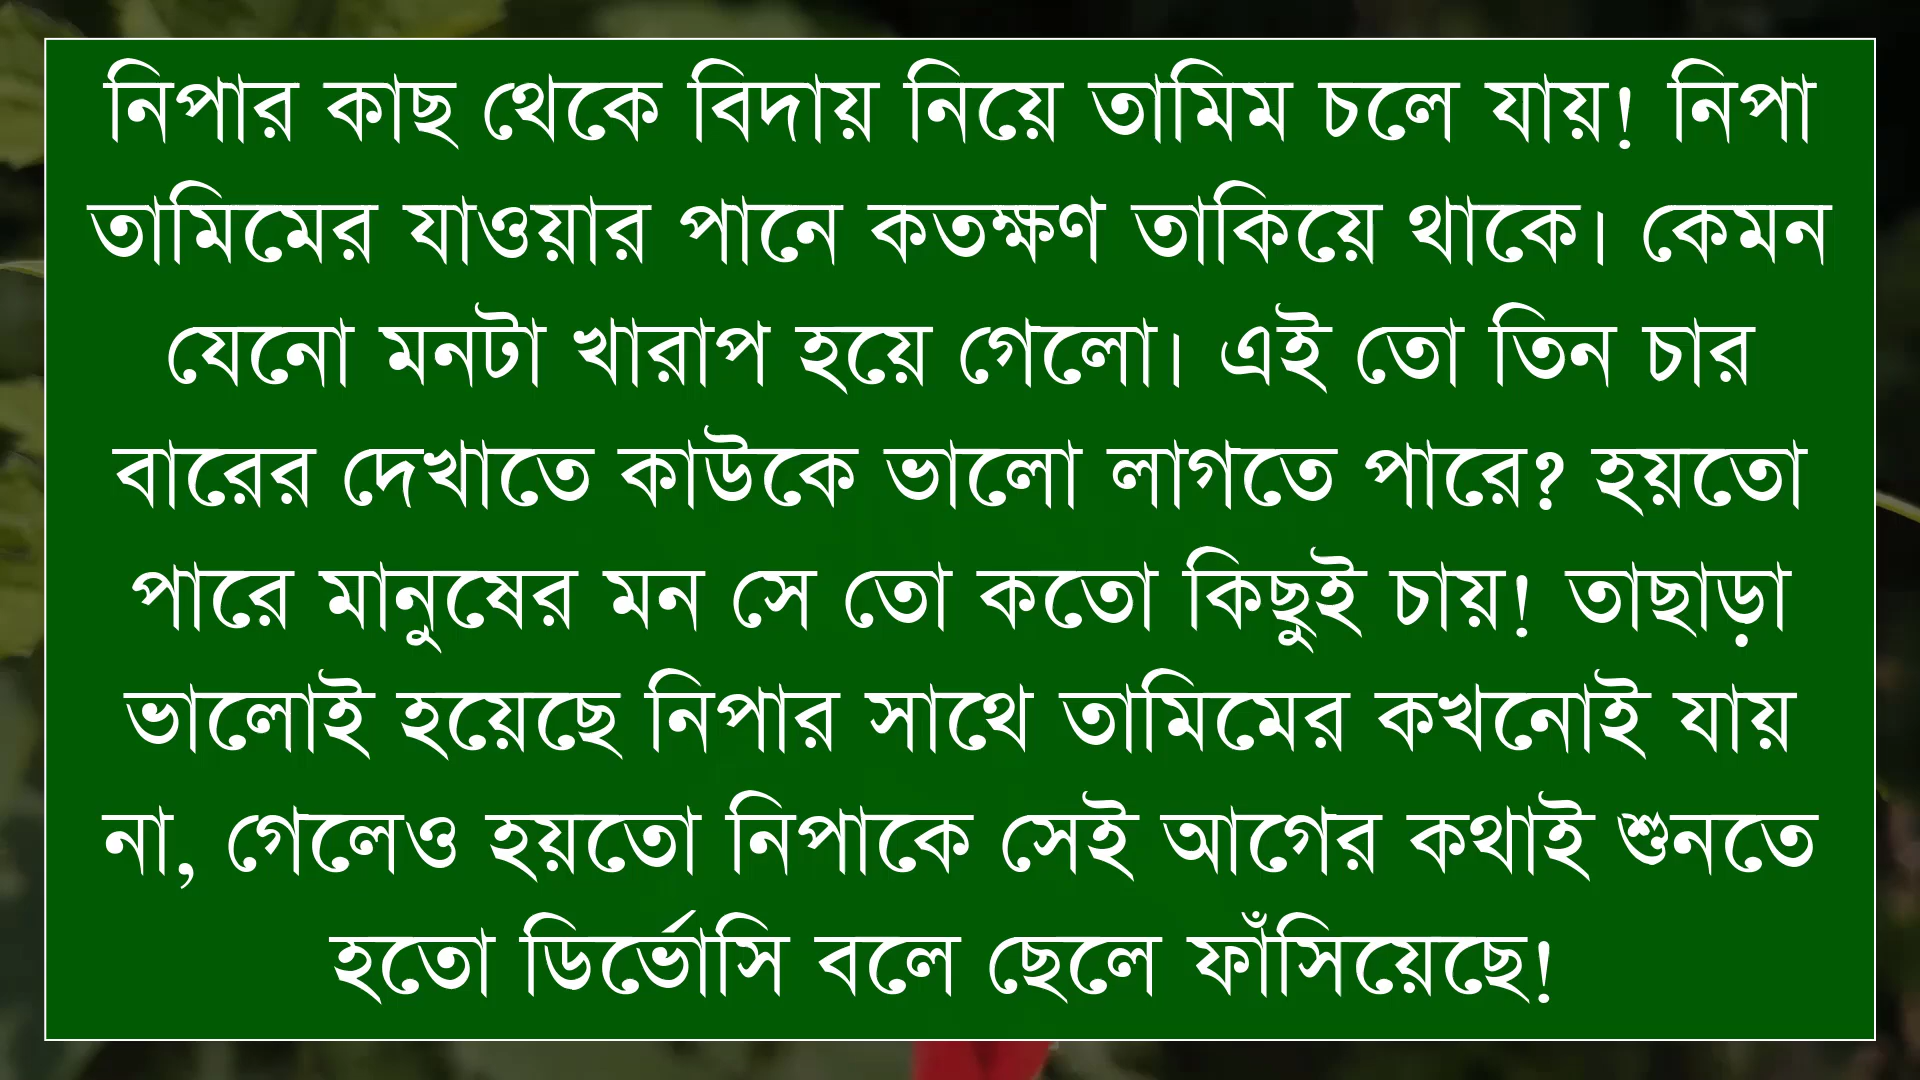 নিপার কাছ থেকে বিদায় নিয়ে তামিম চলে যায়! নিপা
তামিমের যাওয়ার পানে কতক্ষণ তাকিয়ে থাকে। কেমন
যেনো মনটা খারাপ হয়ে গেলো। এই তো তিন চার
বারের দেখাতে কাউকে ভালো লাগতে পারে? হয়তো
পারে মানুষের মন সে তো কতো কিছুই চায়! তাছাড়া
ভালোই হয়েছে নিপার সাথে তামিমের কখনোই যায়
না, গেলেও হয়তো নিপাকে সেই আগের কথাই শুনতে
হতো ডির্ভোসি বলে ছেলে ফাঁসিয়েছে!